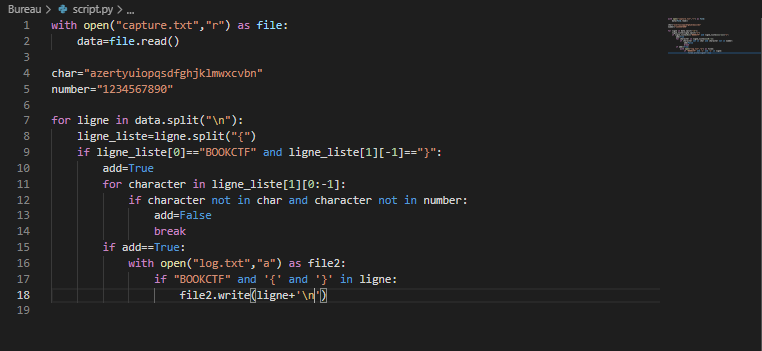 Bureau > script.py > ...
1 with open("capture.txt","r") as file:
2     data=file.read()
3
4 char="azertyuiopqsdfghjklmwxcvbn"
5 number="1234567890"
6
7 for ligne in data.split("\n"):
8     ligne_liste=ligne.split("{")
9     if ligne_liste[0]=="BOOKCTF" and ligne_liste[1][-1]=="}":
10         add=True
11         for character in ligne_liste[1][0:-1]:
12             if character not in char and character not in number:
13                 add=False
14                 break
15         if add==True:
16             with open("log.txt","a") as file2:
17                 if "BOOKCTF" and '{' and '}' in ligne:
18                     file2.write(ligne+'\n')
19